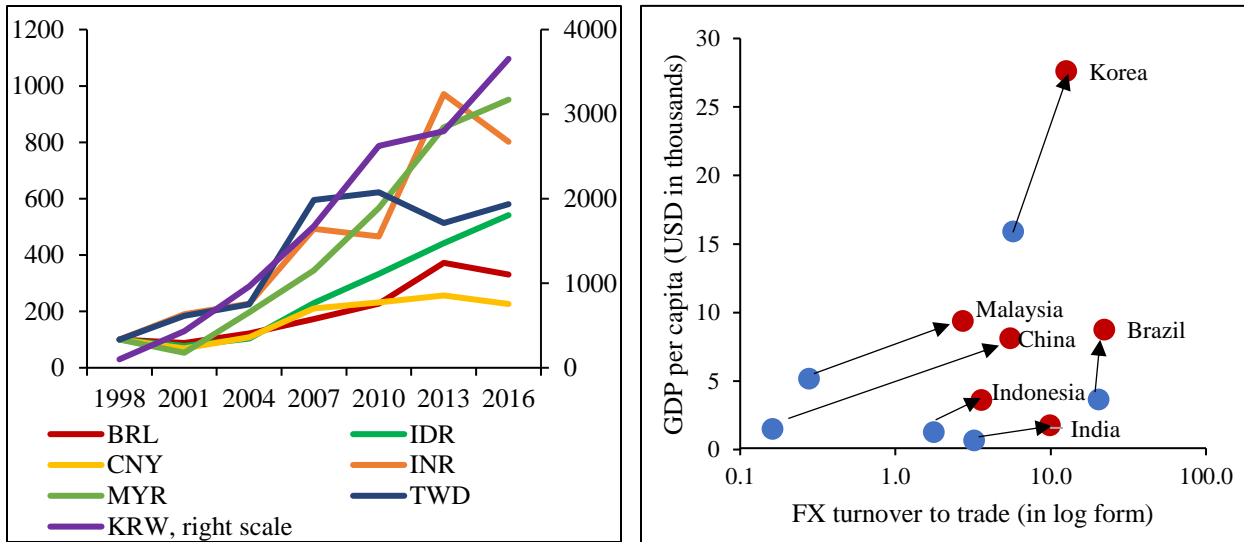 1200
1000
800
600
400
200
0
4000
3000
2000
1000
0
1998 2001 2004 2007 2010 2013 2016
BRL IDR
CNY INR
MYR TWD
KRW, right scale
GDP per capita (USD in thousands)
30
25
20
15
10
5
0
Korea
Malaysia
China
Brazil
Indonesia
India
0.1 1.0 10.0 100.0
FX turnover to trade (in log form)